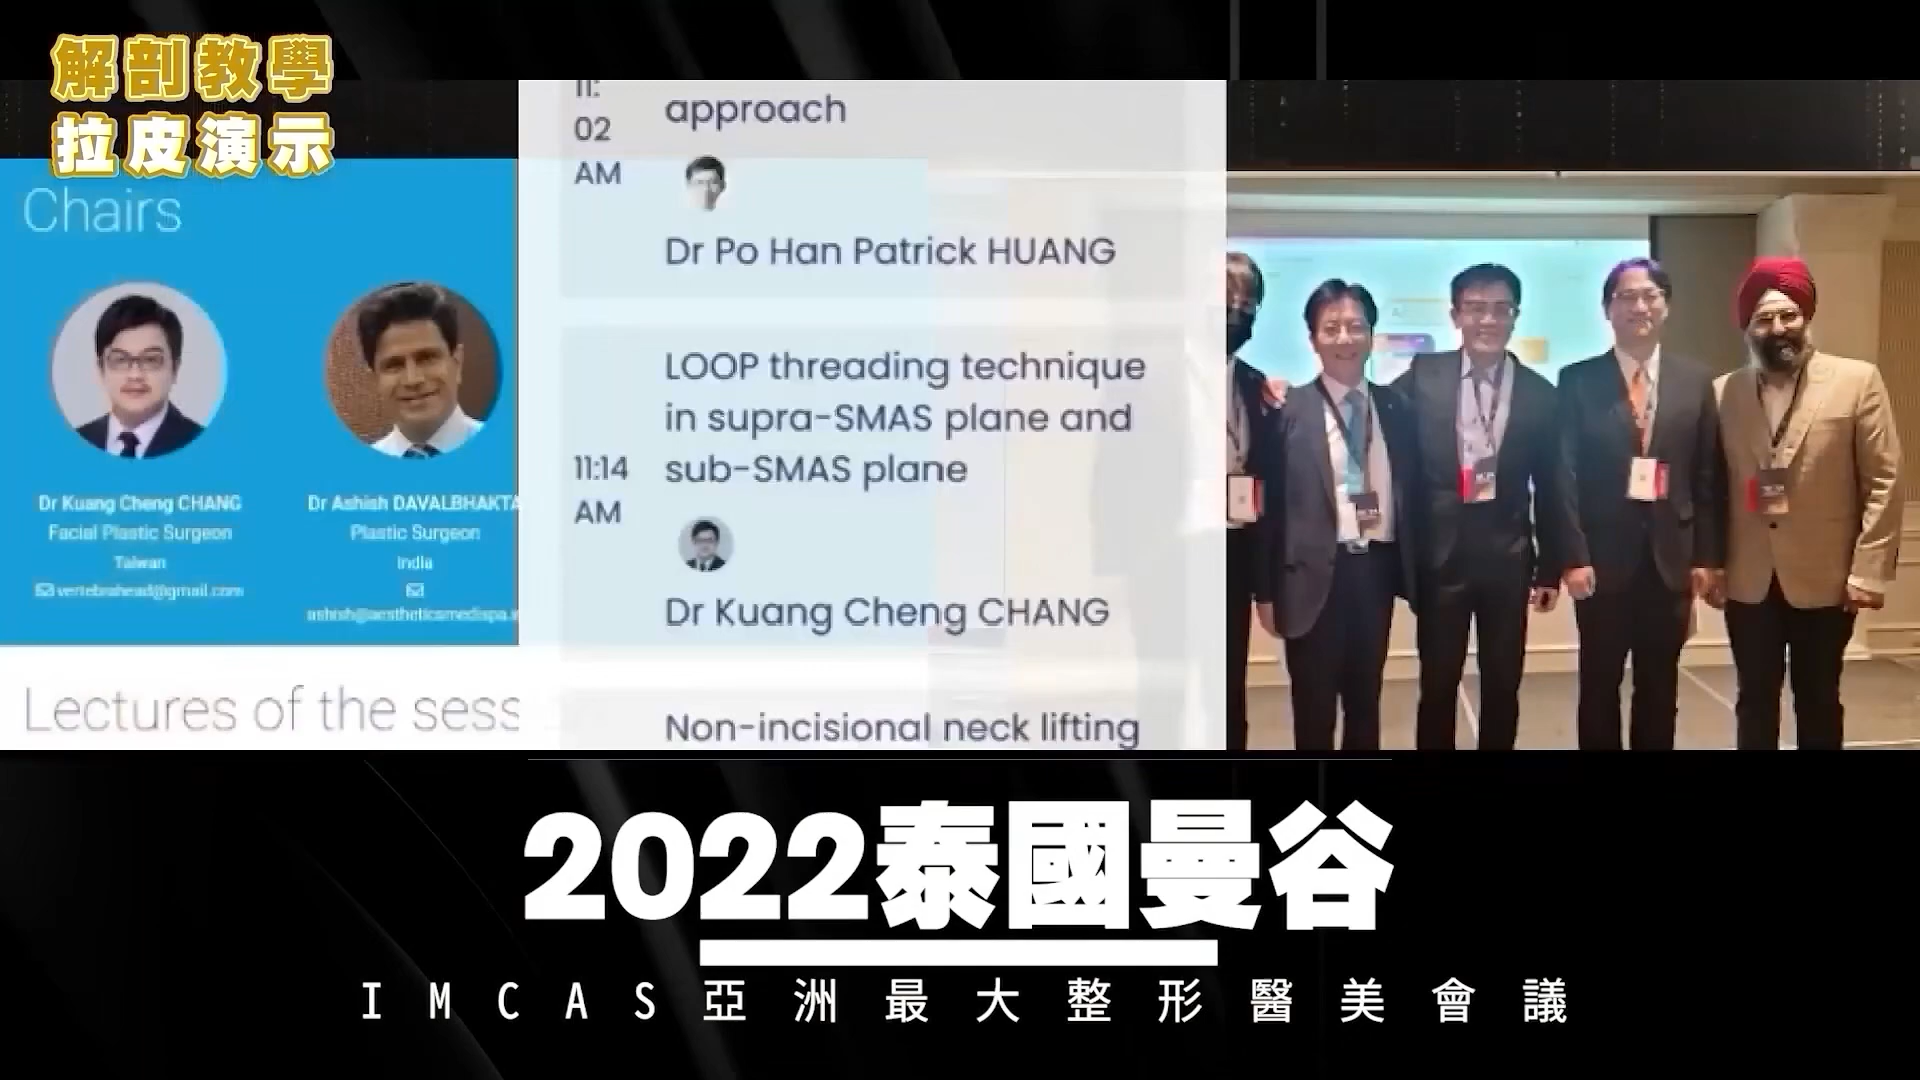 解剖教學
拉皮演示
Chairs
Dr Kuang Cheng CHANG
Facial Plastic Surgeon
Taiwan
vertebrahead@gmail.com
Dr Ashish DAVALBHAKTA
Plastic Surgeon
India
Lectures of the sess
11:
02
AM
approach
Dr Po Han Patrick HUANG
11:14
AM
LOOP threading technique
in supra-SMAS plane and
sub-SMAS plane
Dr Kuang Cheng CHANG
Non-incisional neck lifting
2022泰國曼谷
IMCAS亞洲最大整形醫美會議